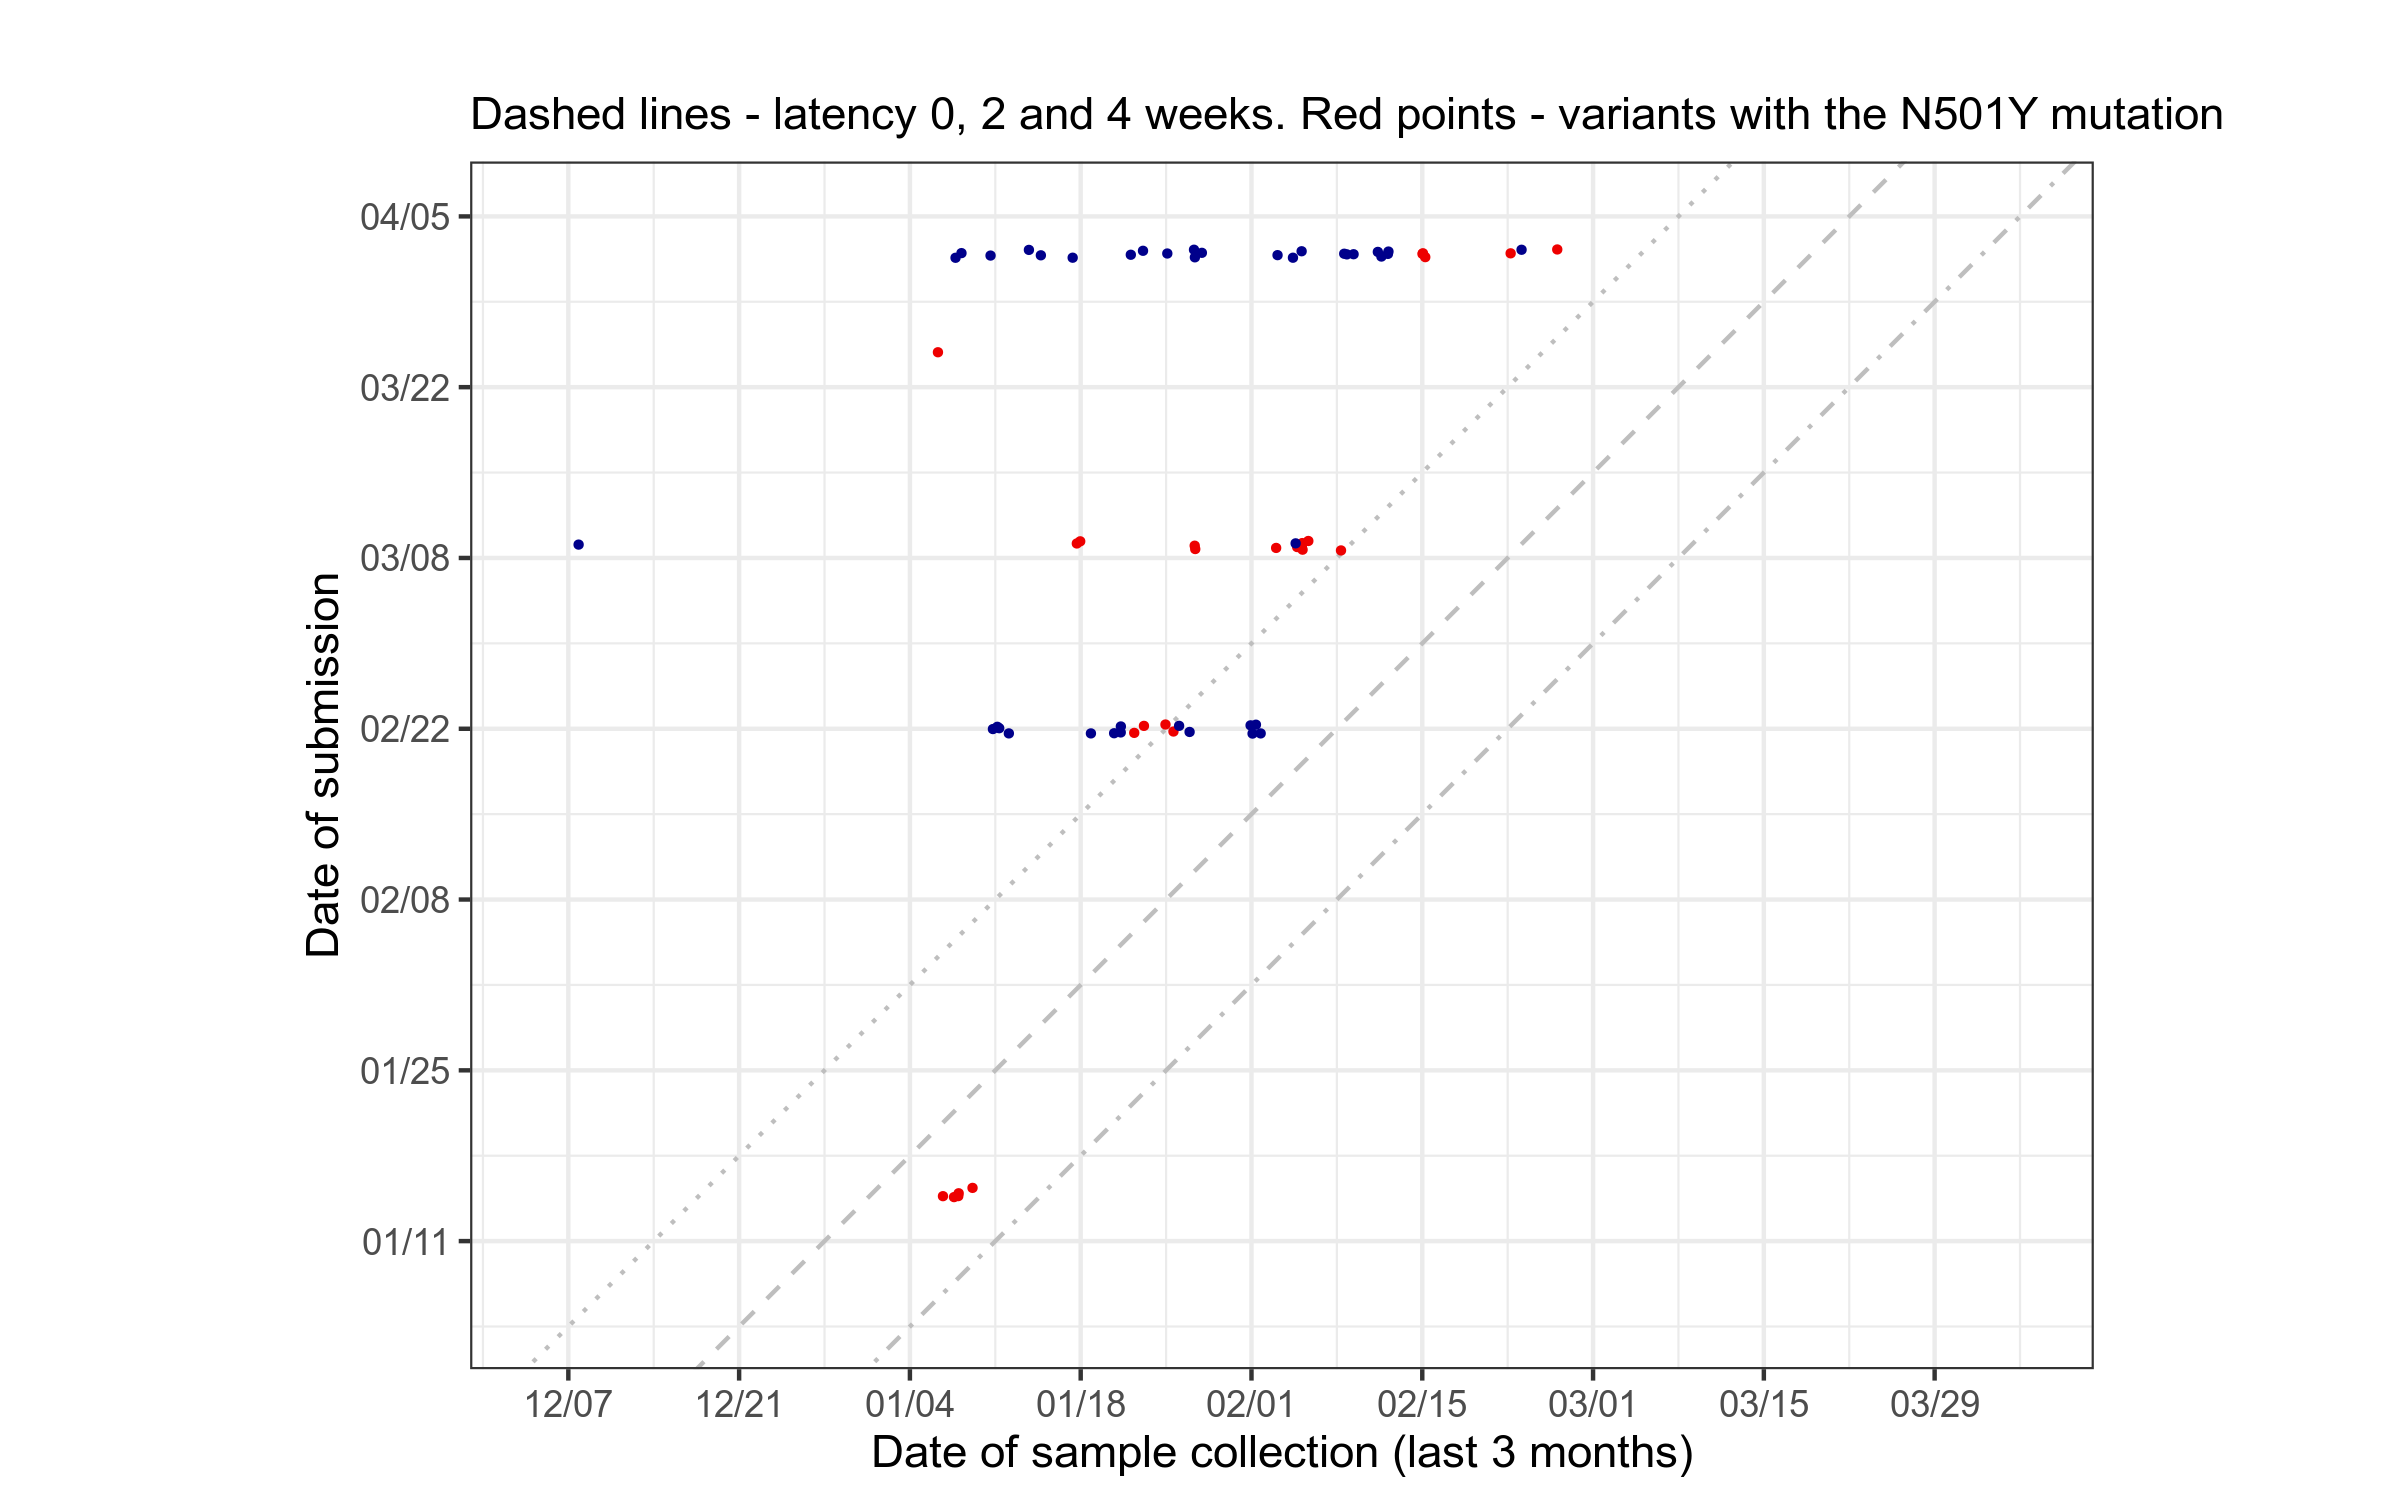 Dashed lines - latency 0, 2 and 4 weeks. Red points - variants with the N501Y mutation
Date of submission
04/05
03/22
03/08
02/22
02/08
01/25
01/11
12/07 12/21 01/04 01/18 02/01 02/15 03/01 03/15 03/29
Date of sample collection (last 3 months)